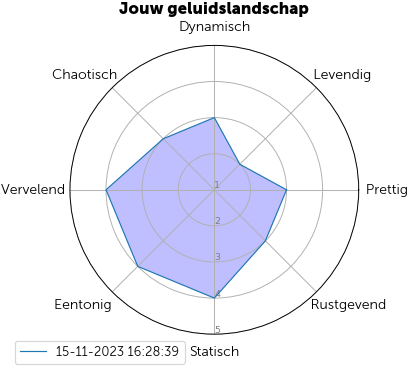 Jouw geluidslandschap
Dynamisch
Chaotisch
Levendig
Vervelend
1
Prettig
2
3
4
Eentonig
Rustgevend
5
15-11-2023 16:28:39
Statisch